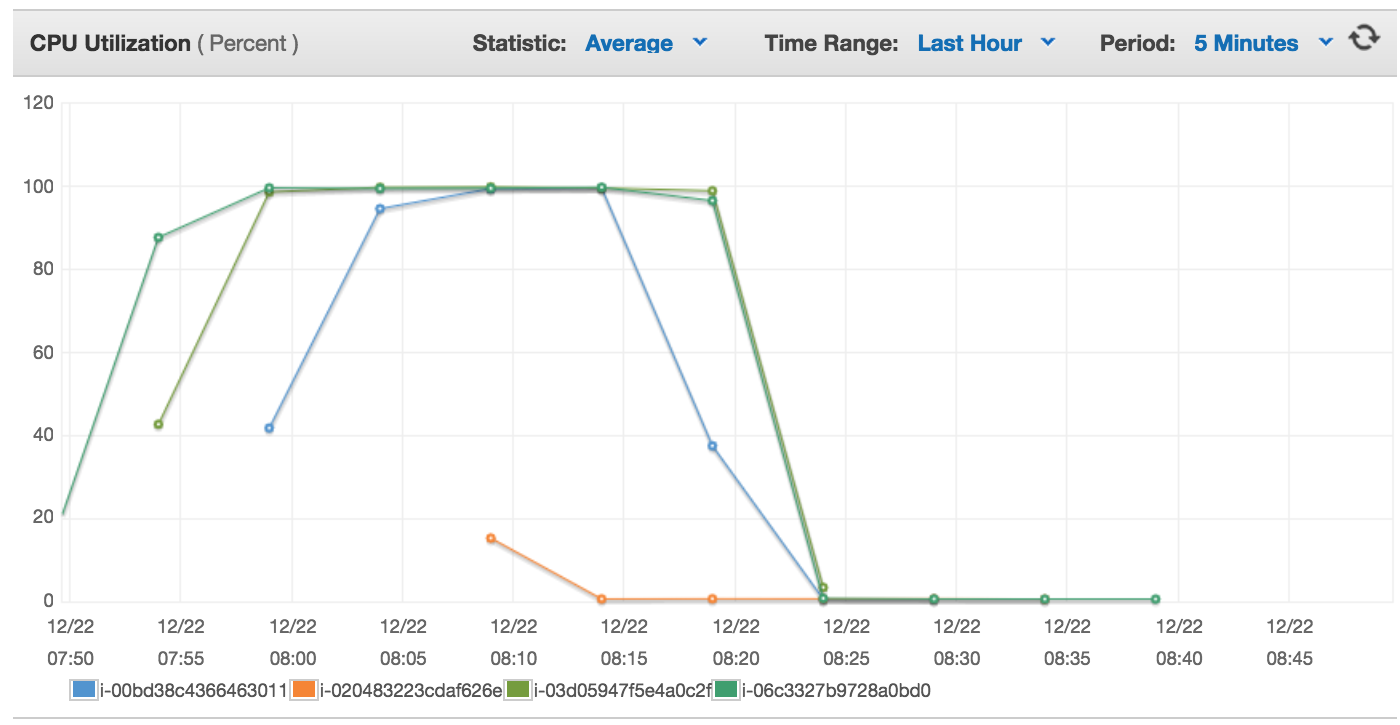 CPU Utilization ( Percent ) Statistic: Average Time Range: Last Hour Period: 5 Minutes
120
100
80
60
40
20
0
12/22 12/22 12/22 12/22 12/22 12/22 12/22 12/22 12/22 12/22 12/22 12/22
07:50 07:55 08:00 08:05 08:10 08:15 08:20 08:25 08:30 08:35 08:40 08:45
i-00bd38c4366463011 i-020483223cdaf626e i-03d05947f5e4a0c2f i-06c3327b9728a0bd0